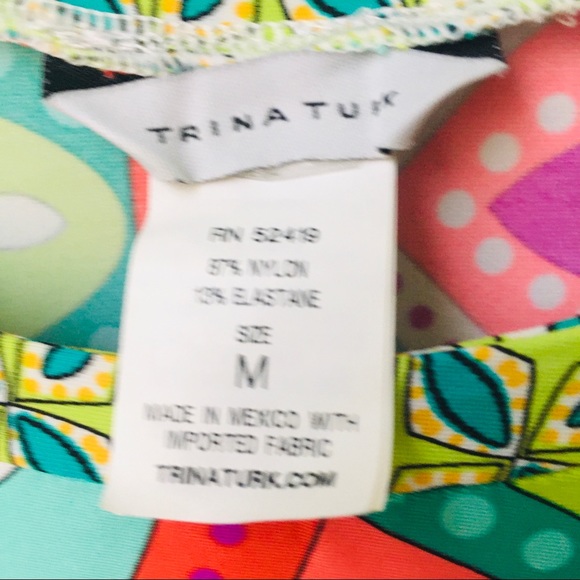 TRINA TURK
RN 52419
87% NYLON
13% ELASTANE
SIZE
M
MADE IN MEXICO WITH
IMPORTED FABRIC
TRINATURK.COM